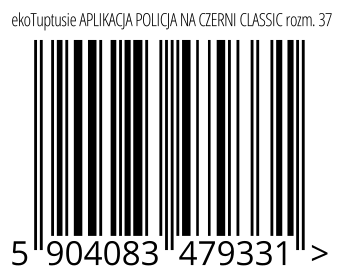 ekoTuptusie APLIKACJA POLICJA NA CZERNI CLASSIC rozm. 37
5 904083 479331 >